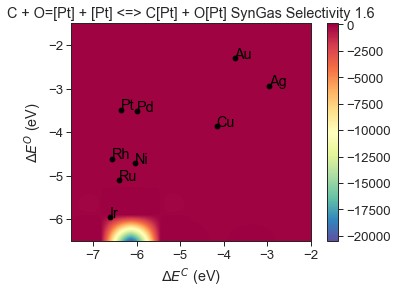 C + O=[Pt] + [Pt] <=> C[Pt] + O[Pt] SynGas Selectivity 1.6
−2
−3
−4
−5
−6
ΔE^O (eV)
Au
Ag
Pt
Pd
Cu
Rh
Ni
Ru
Ir
−7
−6
−5
−4
−3
−2
ΔE^C (eV)
0
−2500
−5000
−7500
−10000
−12500
−15000
−17500
−20000